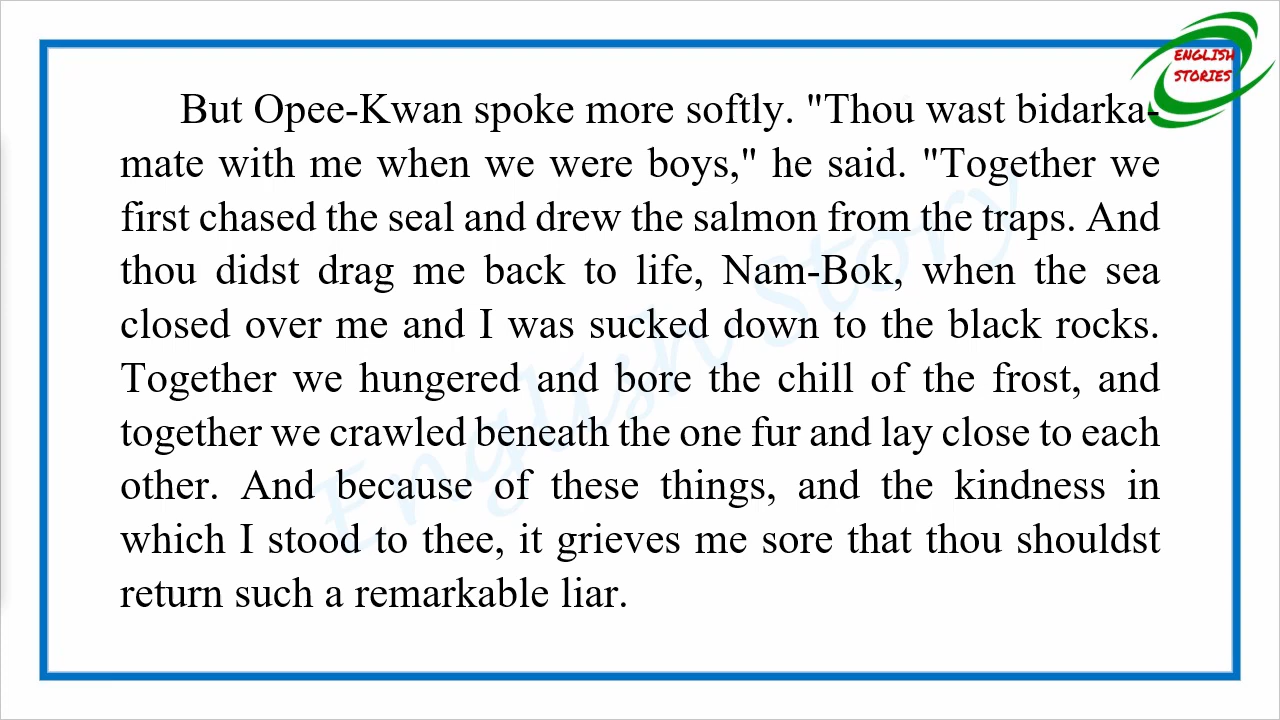 ENGLISH
STORIES
But Opee-Kwan spoke more softly. "Thou wast bidarka-
mate with me when we were boys," he said. "Together we
first chased the seal and drew the salmon from the traps. And
thou didst drag me back to life, Nam-Bok, when the sea
closed over me and I was sucked down to the black rocks.
Together we hungered and bore the chill of the frost, and
together we crawled beneath the one fur and lay close to each
other. And because of these things, and the kindness in
which I stood to thee, it grieves me sore that thou shouldst
return such a remarkable liar.
English Story